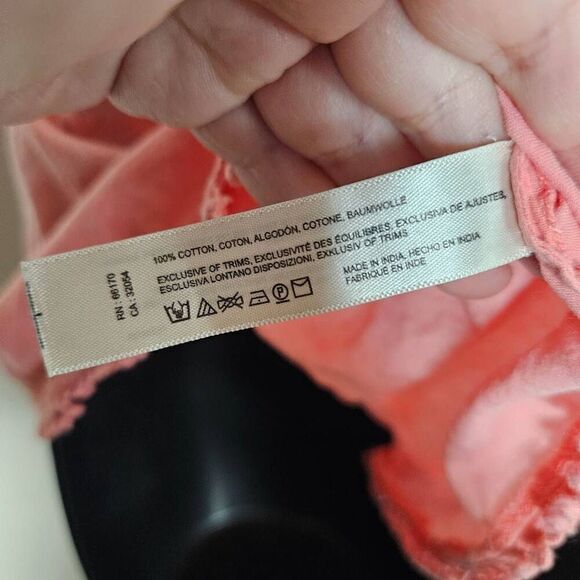 100% COTTON, COTON, ALGODÓN, COTONE, BAUMWOLLE
EXCLUSIVE OF TRIMS, EXCLUSIVITÉ DES ÉQUILIBRES, EXCLUSIVA DE AJUSTES,
ESCLUSIVA LONTANO DISPOSIZIONI, EXKLUSIV OF TRIMS
MADE IN INDIA, HECHO EN INDIA
FABRIQUÉ EN INDE
RN : 66170
CA : 32054